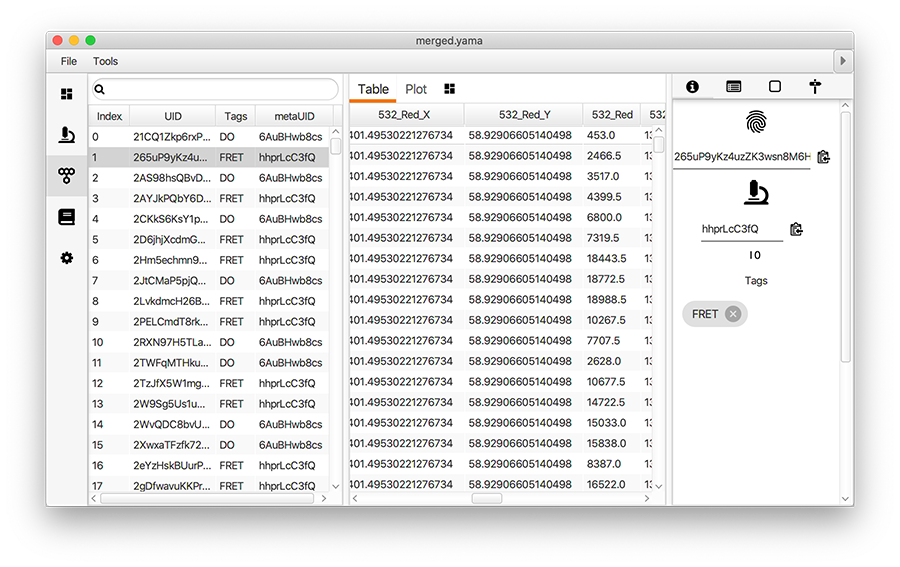 merged.yama
File Tools
Table Plot
Index UID Tags metaUID
0 21CQ1Zkp6rxP... DO 6AuBHwb8cs
1 265uP9yKz4u... FRET hhprLcC3fQ
2 2AS98hsQBvD... DO 6AuBHwb8cs
3 2AYJkPQbY6D... FRET hhprLcC3fQ
4 2CKkS6KsY1p... DO 6AuBHwb8cs
5 2D6jhjXcdmG... FRET hhprLcC3fQ
6 2Hm5echmn9... FRET hhprLcC3fQ
7 2JtCMaP5pjQ... DO 6AuBHwb8cs
8 2LvkdmcH26B... FRET hhprLcC3fQ
9 2PELCmdT8rk... FRET hhprLcC3fQ
10 2RXN97H5TLa... DO 6AuBHwb8cs
11 2TWFqMTHku... DO 6AuBHwb8cs
12 2TzJfX5W1mg... FRET hhprLcC3fQ
13 2W9Sg5Us1u... FRET hhprLcC3fQ
14 2WvQDC8bvU... DO 6AuBHwb8cs
15 2XwxaTFzfk72... DO 6AuBHwb8cs
16 2eYzHskBUurP... FRET hhprLcC3fQ
17 2gDfwavuKKPr... FRET hhprLcC3fQ
532_Red_X 532_Red_Y 532_Red 532
401.49530221276734 58.92906605140498 453.0 13
401.49530221276734 58.92906605140498 2466.5 13
401.49530221276734 58.92906605140498 3517.0 13
401.49530221276734 58.92906605140498 4399.5 13
401.49530221276734 58.92906605140498 6800.0 13
401.49530221276734 58.92906605140498 7319.5 13
401.49530221276734 58.92906605140498 18443.5 13
401.49530221276734 58.92906605140498 18772.5 13
401.49530221276734 58.92906605140498 18988.5 13
401.49530221276734 58.92906605140498 10267.5 13
401.49530221276734 58.92906605140498 7707.5 13
401.49530221276734 58.92906605140498 2628.0 13
401.49530221276734 58.92906605140498 10677.5 13
401.49530221276734 58.92906605140498 14722.5 13
401.49530221276734 58.92906605140498 15033.0 13
401.49530221276734 58.92906605140498 15838.0 13
401.49530221276734 58.92906605140498 8387.0 13
401.49530221276734 58.92906605140498 16522.0 13
265uP9yKz4uzZK3wsn8M6H
hhprLcC3fQ
10
Tags
FRET